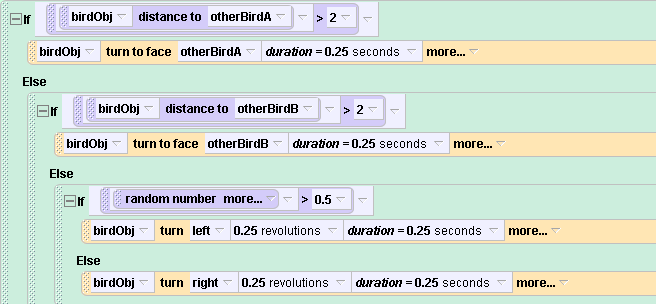 If birdObj distance to otherBirdA > 2
birdObj turn to face otherBirdA duration = 0.25 seconds more...
Else
If birdObj distance to otherBirdB > 2
birdObj turn to face otherBirdB duration = 0.25 seconds more...
Else
If random number more... > 0.5
birdObj turn left 0.25 revolutions duration = 0.25 seconds more...
Else
birdObj turn right 0.25 revolutions duration = 0.25 seconds more...